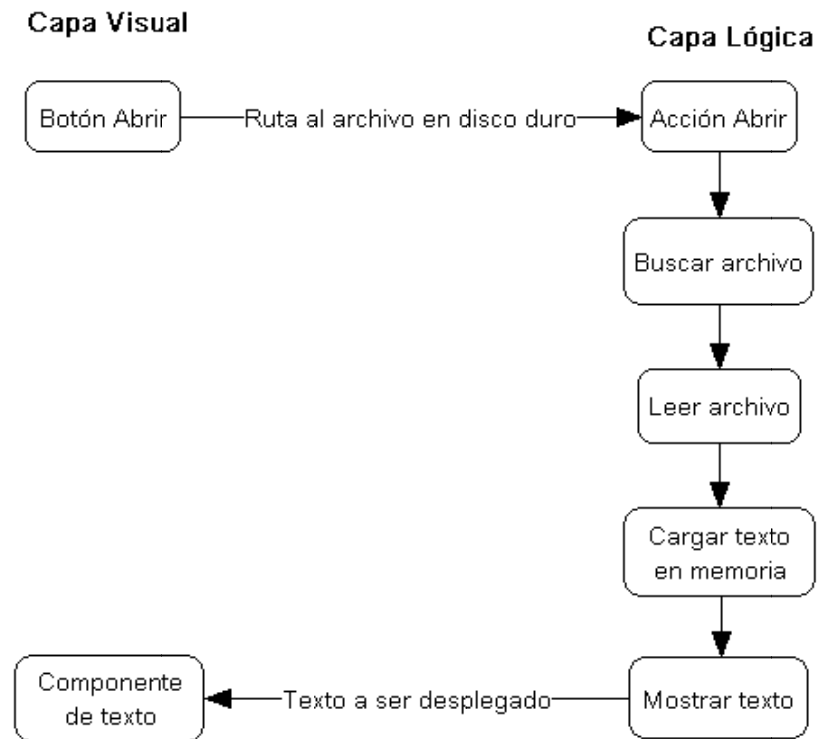 Capa Visual
Capa Lógica
Botón Abrir
Ruta al archivo en disco duro
Acción Abrir
Buscar archivo
Leer archivo
Cargar texto
en memoria
Mostrar texto
Texto a ser desplegado
Componente
de texto